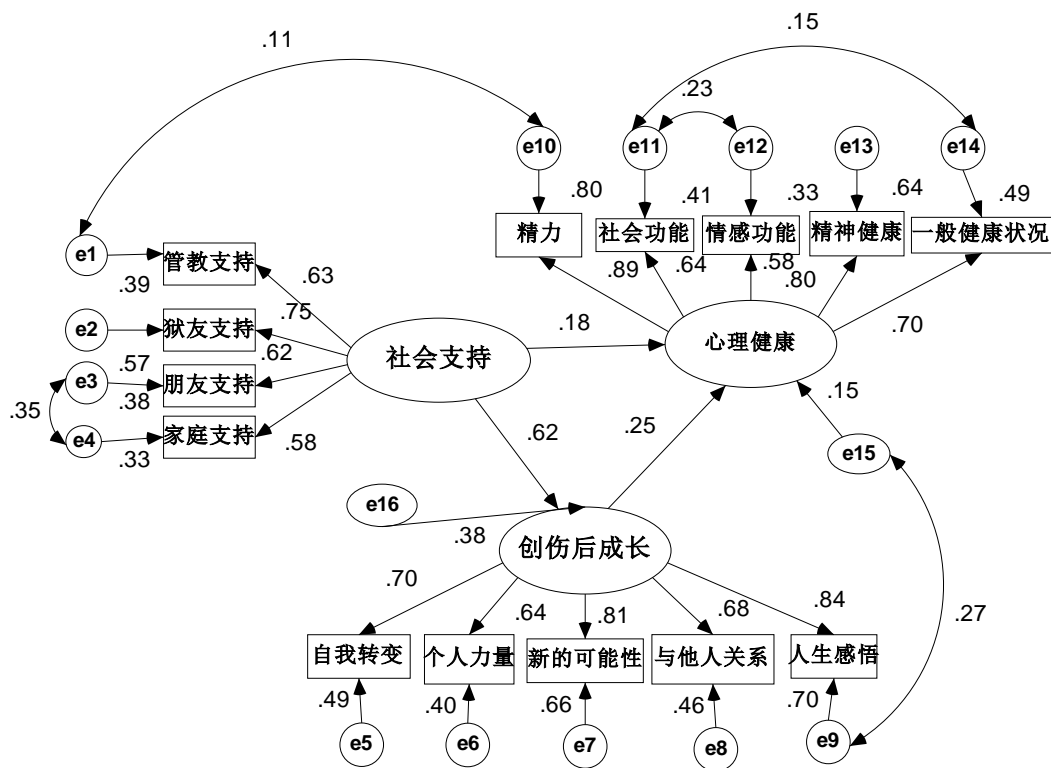 .11
.15
.23
e10
e11
e12
e13
e14
.80
.41
.33
.64
.49
精力
社会功能
情感功能
精神健康
一般健康状况
e1
管教支持
.39
.63
.89
.64
.58
.80
.70
e2
狱友支持
.75
.57
.62
社会支持
.18
心理健康
e3
朋友支持
.38
.35
e4
家庭支持
.33
.58
.62
.25
.15
e15
e16
.38
创伤后成长
.70
.64
.81
.68
.84
.27
自我转变
个人力量
新的可能性
与他人关系
人生感悟
.49
.40
.66
.46
.70
e5
e6
e7
e8
e9